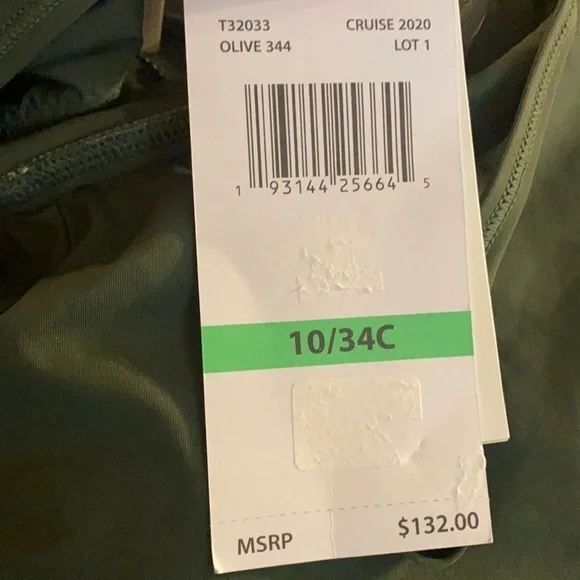 T32033 CRUISE 2020
OLIVE 344 LOT 1
1 93144 25664 5
10/34C
MSRP $132.00